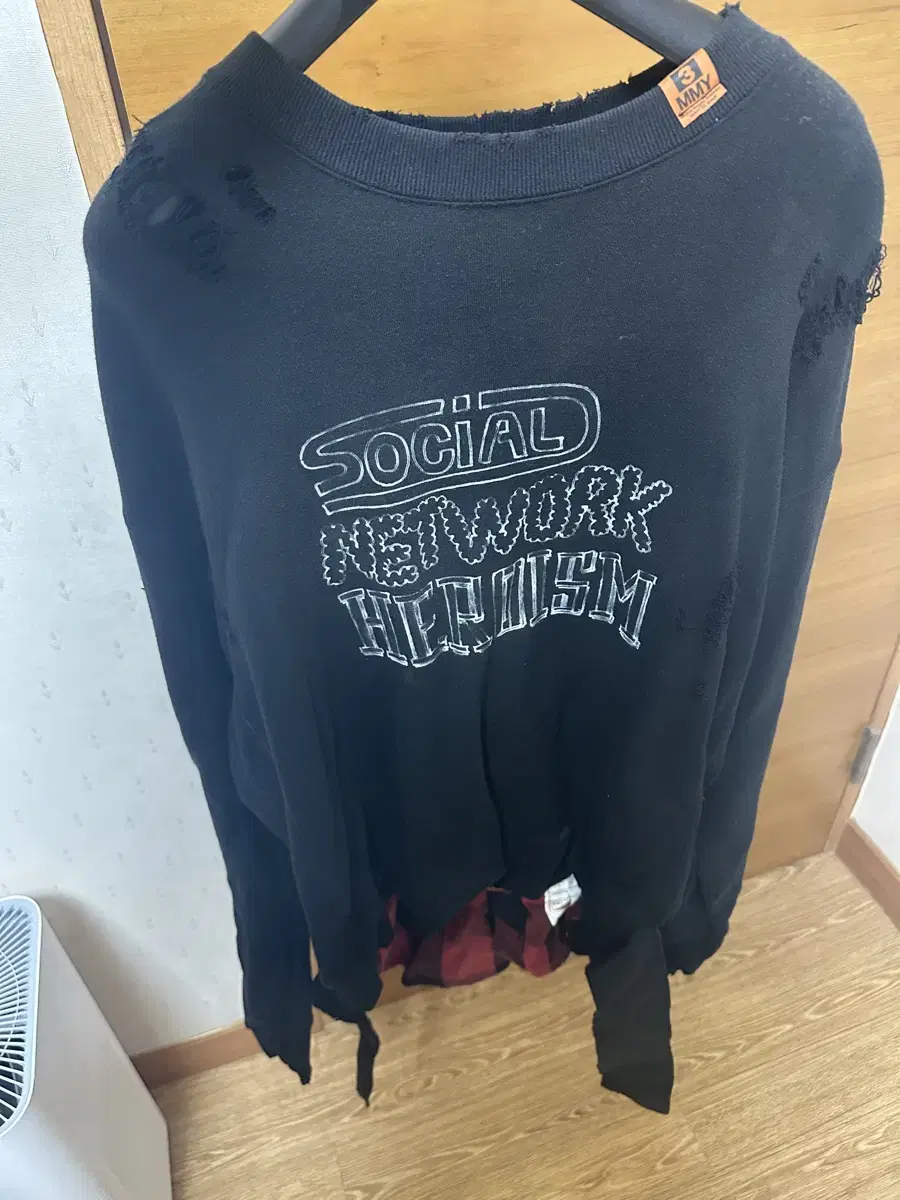 3
MMY
SOCiAL
NETWORK
HEROISM